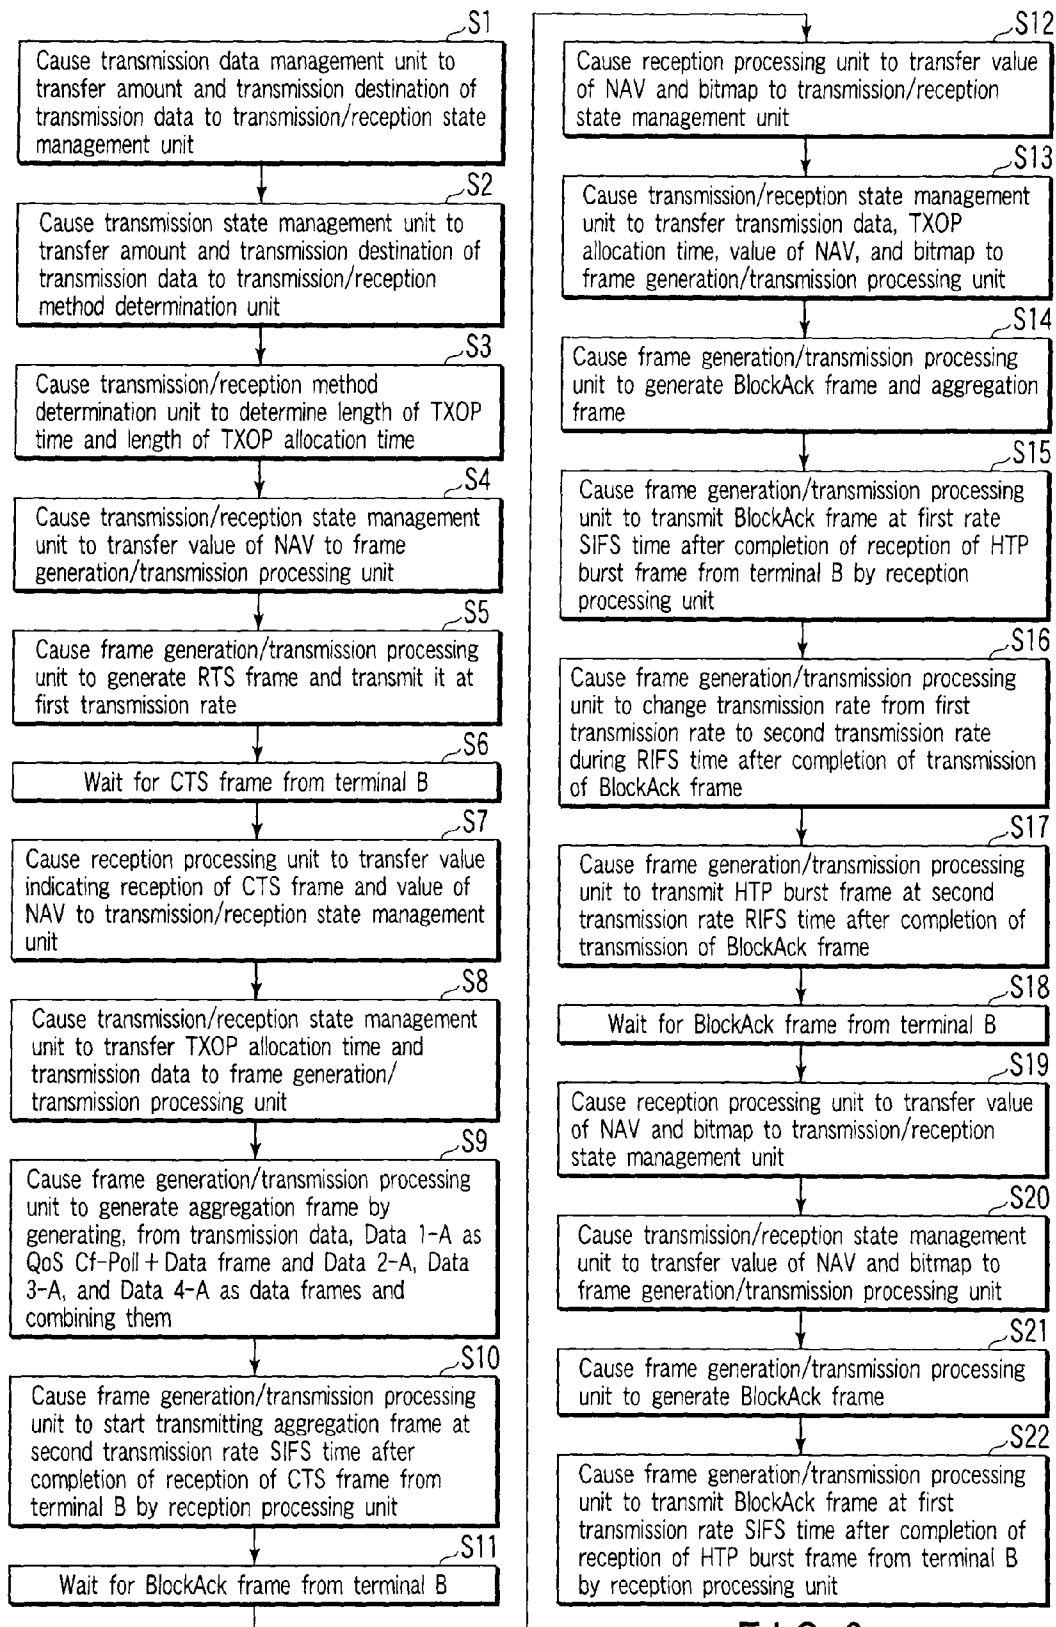 S1
Cause transmission data management unit to
transfer amount and transmission destination of
transmission data to transmission/reception state
management unit
S2
Cause transmission state management unit to
transfer amount and transmission destination of
transmission data to transmission/reception
method determination unit
S3
Cause transmission/reception method
determination unit to determine length of TXOP
time and length of TXOP allocation time
S4
Cause transmission/reception state management
unit to transfer value of NAV to frame
generation/transmission processing unit
S5
Cause frame generation/transmission processing
unit to generate RTS frame and transmit it at
first transmission rate
S6
Wait for CTS frame from terminal B
S7
Cause reception processing unit to transfer value
indicating reception of CTS frame and value of
NAV to transmission/reception state management
unit
S8
Cause transmission/reception state management
unit to transfer TXOP allocation time and
transmission data to frame generation/
transmission processing unit
S9
Cause frame generation/transmission processing
unit to generate aggregation frame by
generating, from transmission data, Data 1-A as
QoS Cf-Poll + Data frame and Data 2-A, Data
3-A, and Data 4-A as data frames and
combining them
S10
Cause frame generation/transmission processing
unit to start transmitting aggregation frame at
second transmission rate SIFS time after
completion of reception of CTS frame from
terminal B by reception processing unit
S11
Wait for BlockAck frame from terminal B
S12
Cause reception processing unit to transfer value
of NAV and bitmap to transmission/reception
state management unit
S13
Cause transmission/reception state management
unit to transfer transmission data, TXOP
allocation time, value of NAV, and bitmap to
frame generation/transmission processing unit
S14
Cause frame generation/transmission processing
unit to generate BlockAck frame and aggregation
frame
S15
Cause frame generation/transmission processing
unit to transmit BlockAck frame at first rate
SIFS time after completion of reception of HTP
burst frame from terminal B by reception
processing unit
S16
Cause frame generation/transmission processing
unit to change transmission rate from first
transmission rate to second transmission rate
during RIFS time after completion of transmission
of BlockAck frame
S17
Cause frame generation/transmission processing
unit to transmit HTP burst frame at second
transmission rate RIFS time after completion of
transmission of BlockAck frame
S18
Wait for BlockAck frame from terminal B
S19
Cause reception processing unit to transfer value
of NAV and bitmap to transmission/reception
state management unit
S20
Cause transmission/reception state management
unit to transfer value of NAV and bitmap to
frame generation/transmission processing unit
S21
Cause frame generation/transmission processing
unit to generate BlockAck frame
S22
Cause frame generation/transmission processing
unit to transmit BlockAck frame at first
transmission rate SIFS time after completion of
reception of HTP burst frame from terminal B
by reception processing unit